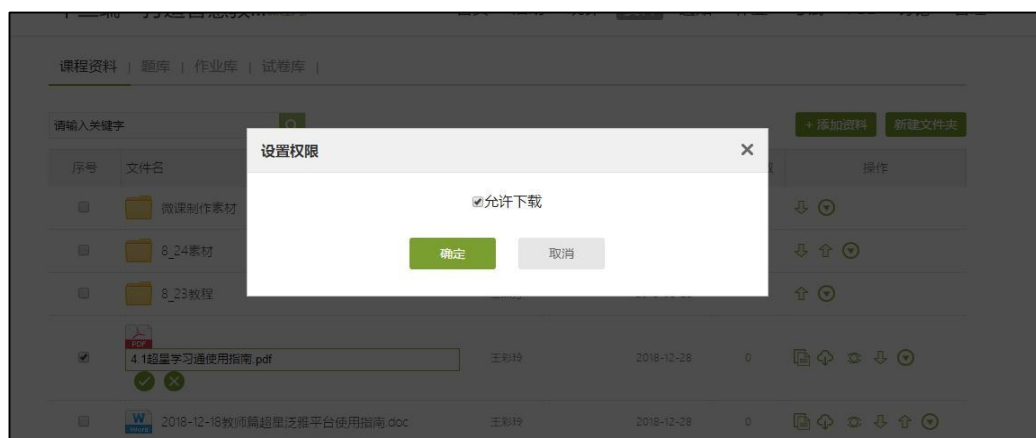 课程资料 | 题库 | 作业库 | 试卷库 |
请输入关键字
+ 添加资料 新建文件夹
设置权限
序号 文件名 操作
允许下载
微课制作素材
确定 取消
8_24素材
8_23教程
PDF
4.1超星学习通使用指南.pdf 王彩玲 2018-12-28 0
2018-12-18教师篇超星泛雅平台使用指南.doc 王彩玲 2018-12-28 0